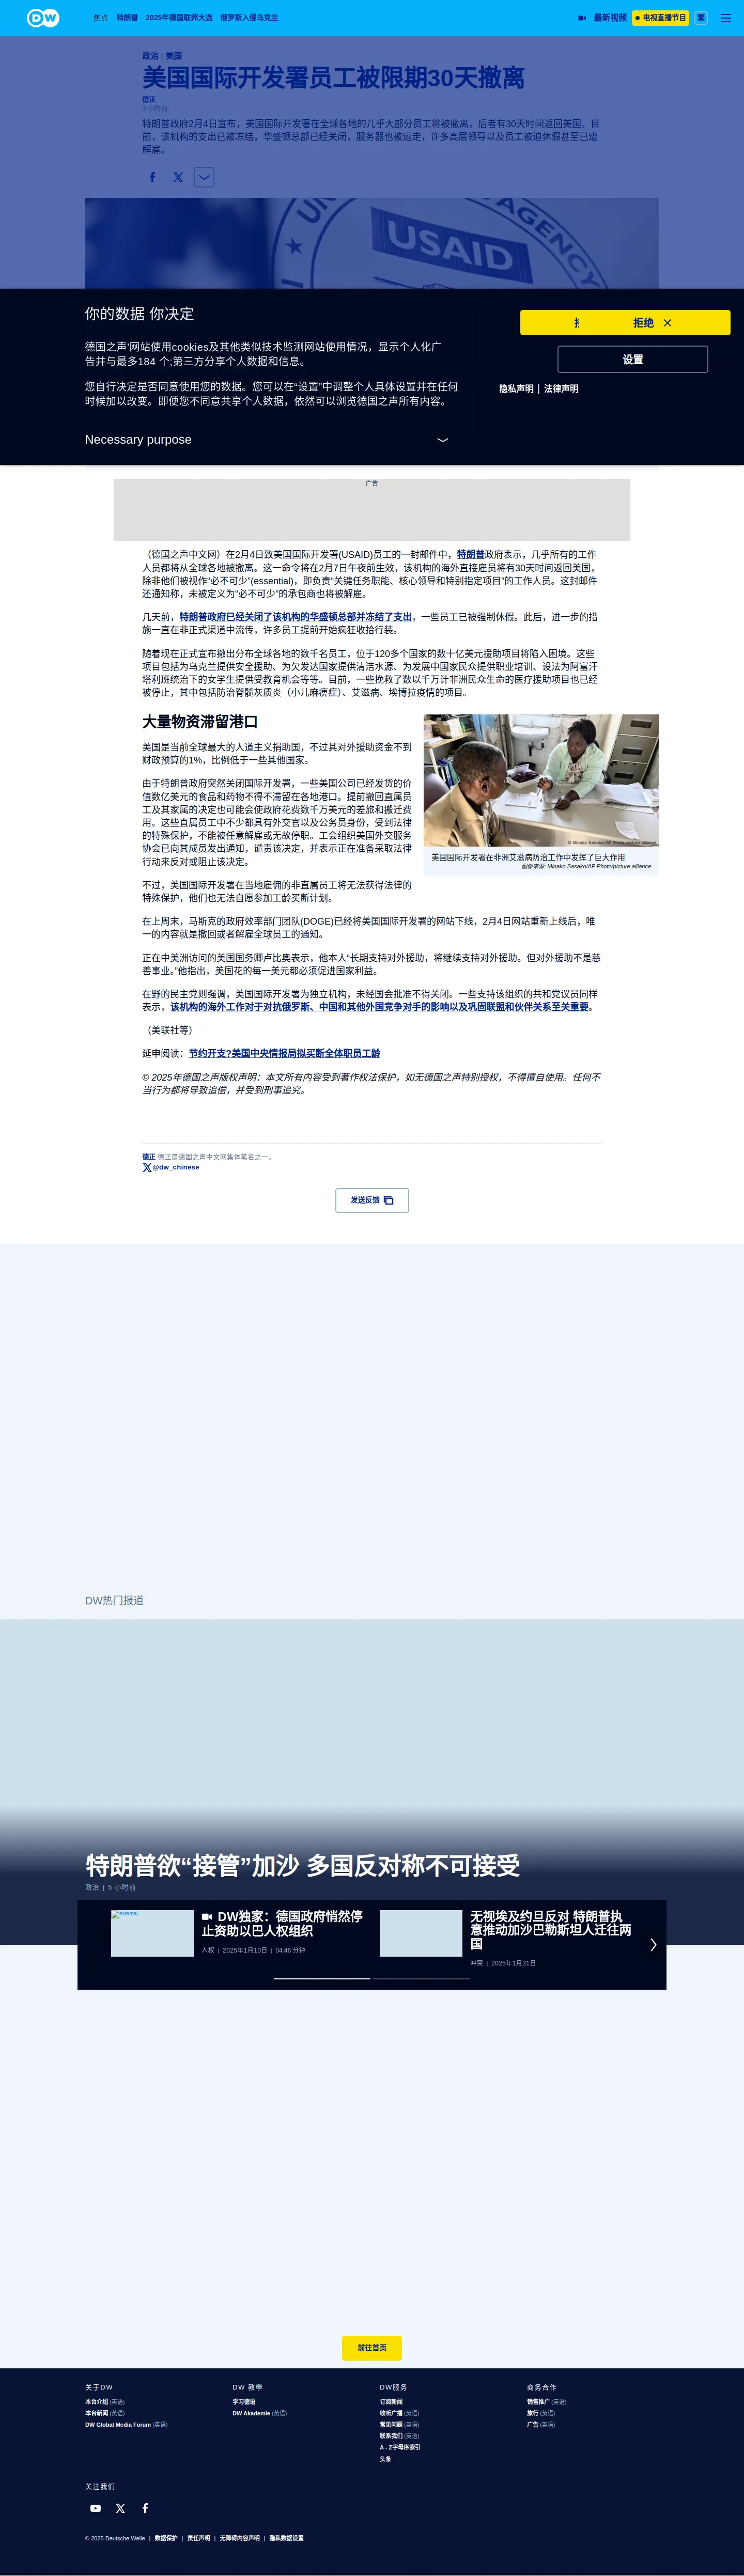 DW
焦点 特朗普 2025年德国联邦大选 俄罗斯入侵乌克兰
最新视频 电视直播节目 繁
政治 | 美国
美国国际开发署员工被限期30天撤离
德正
3 小时前
特朗普政府2月4日宣布，美国国际开发署在全球各地的几乎大部分员工将被撤离，后者有30天时间返回美国。目
前，该机构的支出已被冻结，华盛顿总部已经关闭，服务器也被运走，许多高层领导以及员工被迫休假甚至已遭
解雇。
AGENCY
USAID
你的数据 你决定
拒绝
德国之声'网站使用cookies及其他类似技术监测网站使用情况，显示个人化广
告并与最多184 个;第三方分享个人数据和信息。
设置
您自行决定是否同意使用您的数据。您可以在“设置”中调整个人具体设置并在任何
时候加以改变。即便您不同意共享个人数据，依然可以浏览德国之声所有内容。
隐私声明 | 法律声明
Necessary purpose
广告
（德国之声中文网）在2月4日致美国国际开发署(USAID)员工的一封邮件中，特朗普政府表示，几乎所有的工作
人员都将从全球各地被撤离。这一命令将在2月7日午夜前生效，该机构的海外直接雇员将有30天时间返回美国，
除非他们被视作“必不可少”(essential)，即负责“关键任务职能、核心领导和特别指定项目”的工作人员。这封邮件
还通知称，未被定义为“必不可少”的承包商也将被解雇。
几天前，特朗普政府已经关闭了该机构的华盛顿总部并冻结了支出，一些员工已被强制休假。此后，进一步的措
施一直在非正式渠道中流传，许多员工提前开始疯狂收拾行装。
随着现在正式宣布撤出分布全球各地的数千名员工，位于120多个国家的数十亿美元援助项目将陷入困境。这些
项目包括为乌克兰提供安全援助、为欠发达国家提供清洁水源、为发展中国家民众提供职业培训、设法为阿富汗
塔利班统治下的女学生提供受教育机会等等。目前，一些挽救了数以千万计非洲民众生命的医疗援助项目也已经
被停止，其中包括防治脊髓灰质炎（小儿麻痹症）、艾滋病、埃博拉疫情的项目。
大量物资滞留港口
美国是当前全球最大的人道主义捐助国，不过其对外援助资金不到
财政预算的1%，比例低于一些其他国家。
由于特朗普政府突然关闭国际开发署，一些美国公司已经发货的价
值数亿美元的食品和药物不得不滞留在各地港口。提前撤回直属员
工及其家属的决定也可能会使政府花费数千万美元的差旅和搬迁费
用。这些直属员工中不少都具有外交官以及公务员身份，受到法律
的特殊保护，不能被任意解雇或无故停职。工会组织美国外交服务
协会已向其成员发出通知，谴责该决定，并表示正在准备采取法律
行动来反对或阻止该决定。
© Minako Sasako/AP Photo/picture alliance
美国国际开发署在非洲艾滋病防治工作中发挥了巨大作用
图像来源: Minako Sasako/AP Photo/picture alliance
不过，美国国际开发署在当地雇佣的非直属员工将无法获得法律的
特殊保护，他们也无法自愿参加工龄买断计划。
在上周末，马斯克的政府效率部门团队(DOGE)已经将美国国际开发署的网站下线，2月4日网站重新上线后，唯
一的内容就是撤回或者解雇全球员工的通知。
正在中美洲访问的美国国务卿卢比奥表示，他本人“长期支持对外援助，将继续支持对外援助。但对外援助不是慈
善事业。”他指出，美国花的每一美元都必须促进国家利益。
在野的民主党则强调，美国国际开发署为独立机构，未经国会批准不得关闭。一些支持该组织的共和党议员同样
表示，该机构的海外工作对于对抗俄罗斯、中国和其他外国竞争对手的影响以及巩固联盟和伙伴关系至关重要。
（美联社等）
延申阅读：节约开支?美国中央情报局拟买断全体职员工龄
© 2025年德国之声版权声明：本文所有内容受到著作权法保护，如无德国之声特别授权，不得擅自使用。任何不
当行为都将导致追偿，并受到刑事追究。
德正 德正是德国之声中文网集体笔名之一。
@dw_chinese
发送反馈
DW热门报道
特朗普欲“接管”加沙 多国反对称不可接受
政治 | 5 小时前
DW独家：德国政府悄然停
止资助以巴人权组织
人权 | 2025年1月10日 | 04:46 分钟
无视埃及约旦反对 特朗普执
意推动加沙巴勒斯坦人迁往两
国
冲突 | 2025年1月31日
前往首页
关于DW
本台介绍 (英语)
本台新闻 (英语)
DW Global Media Forum (英语)
DW 教學
学习德语
DW Akademie (英语)
DW服务
订阅新闻
收听广播 (英语)
常见问题 (英语)
联系我们 (英语)
A - Z字母序索引
头条
商务合作
销售推广 (英语)
旅行 (英语)
广告 (英语)
关注我们
© 2025 Deutsche Welle | 数据保护 | 责任声明 | 无障碍内容声明 | 隐私数据设置